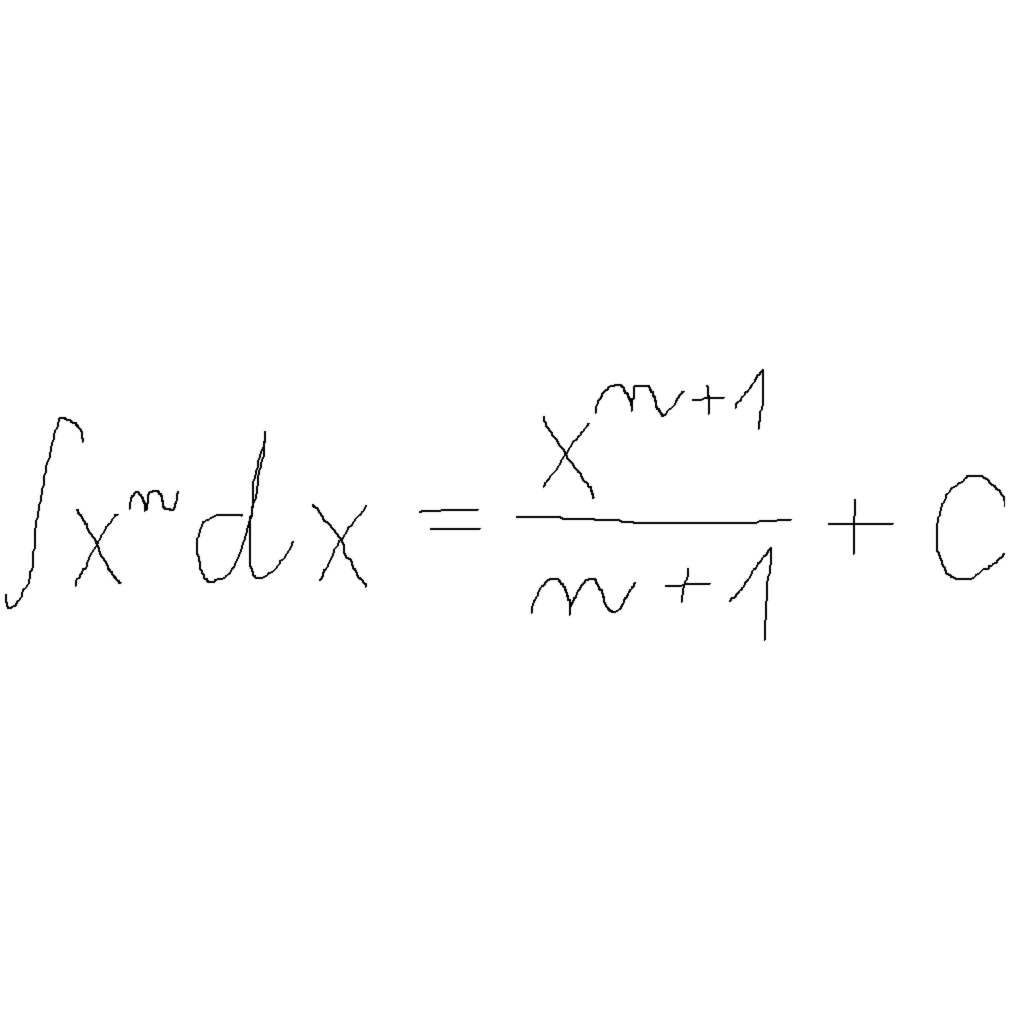 ∫xⁿdx = xⁿ⁺¹/(n+1) + C